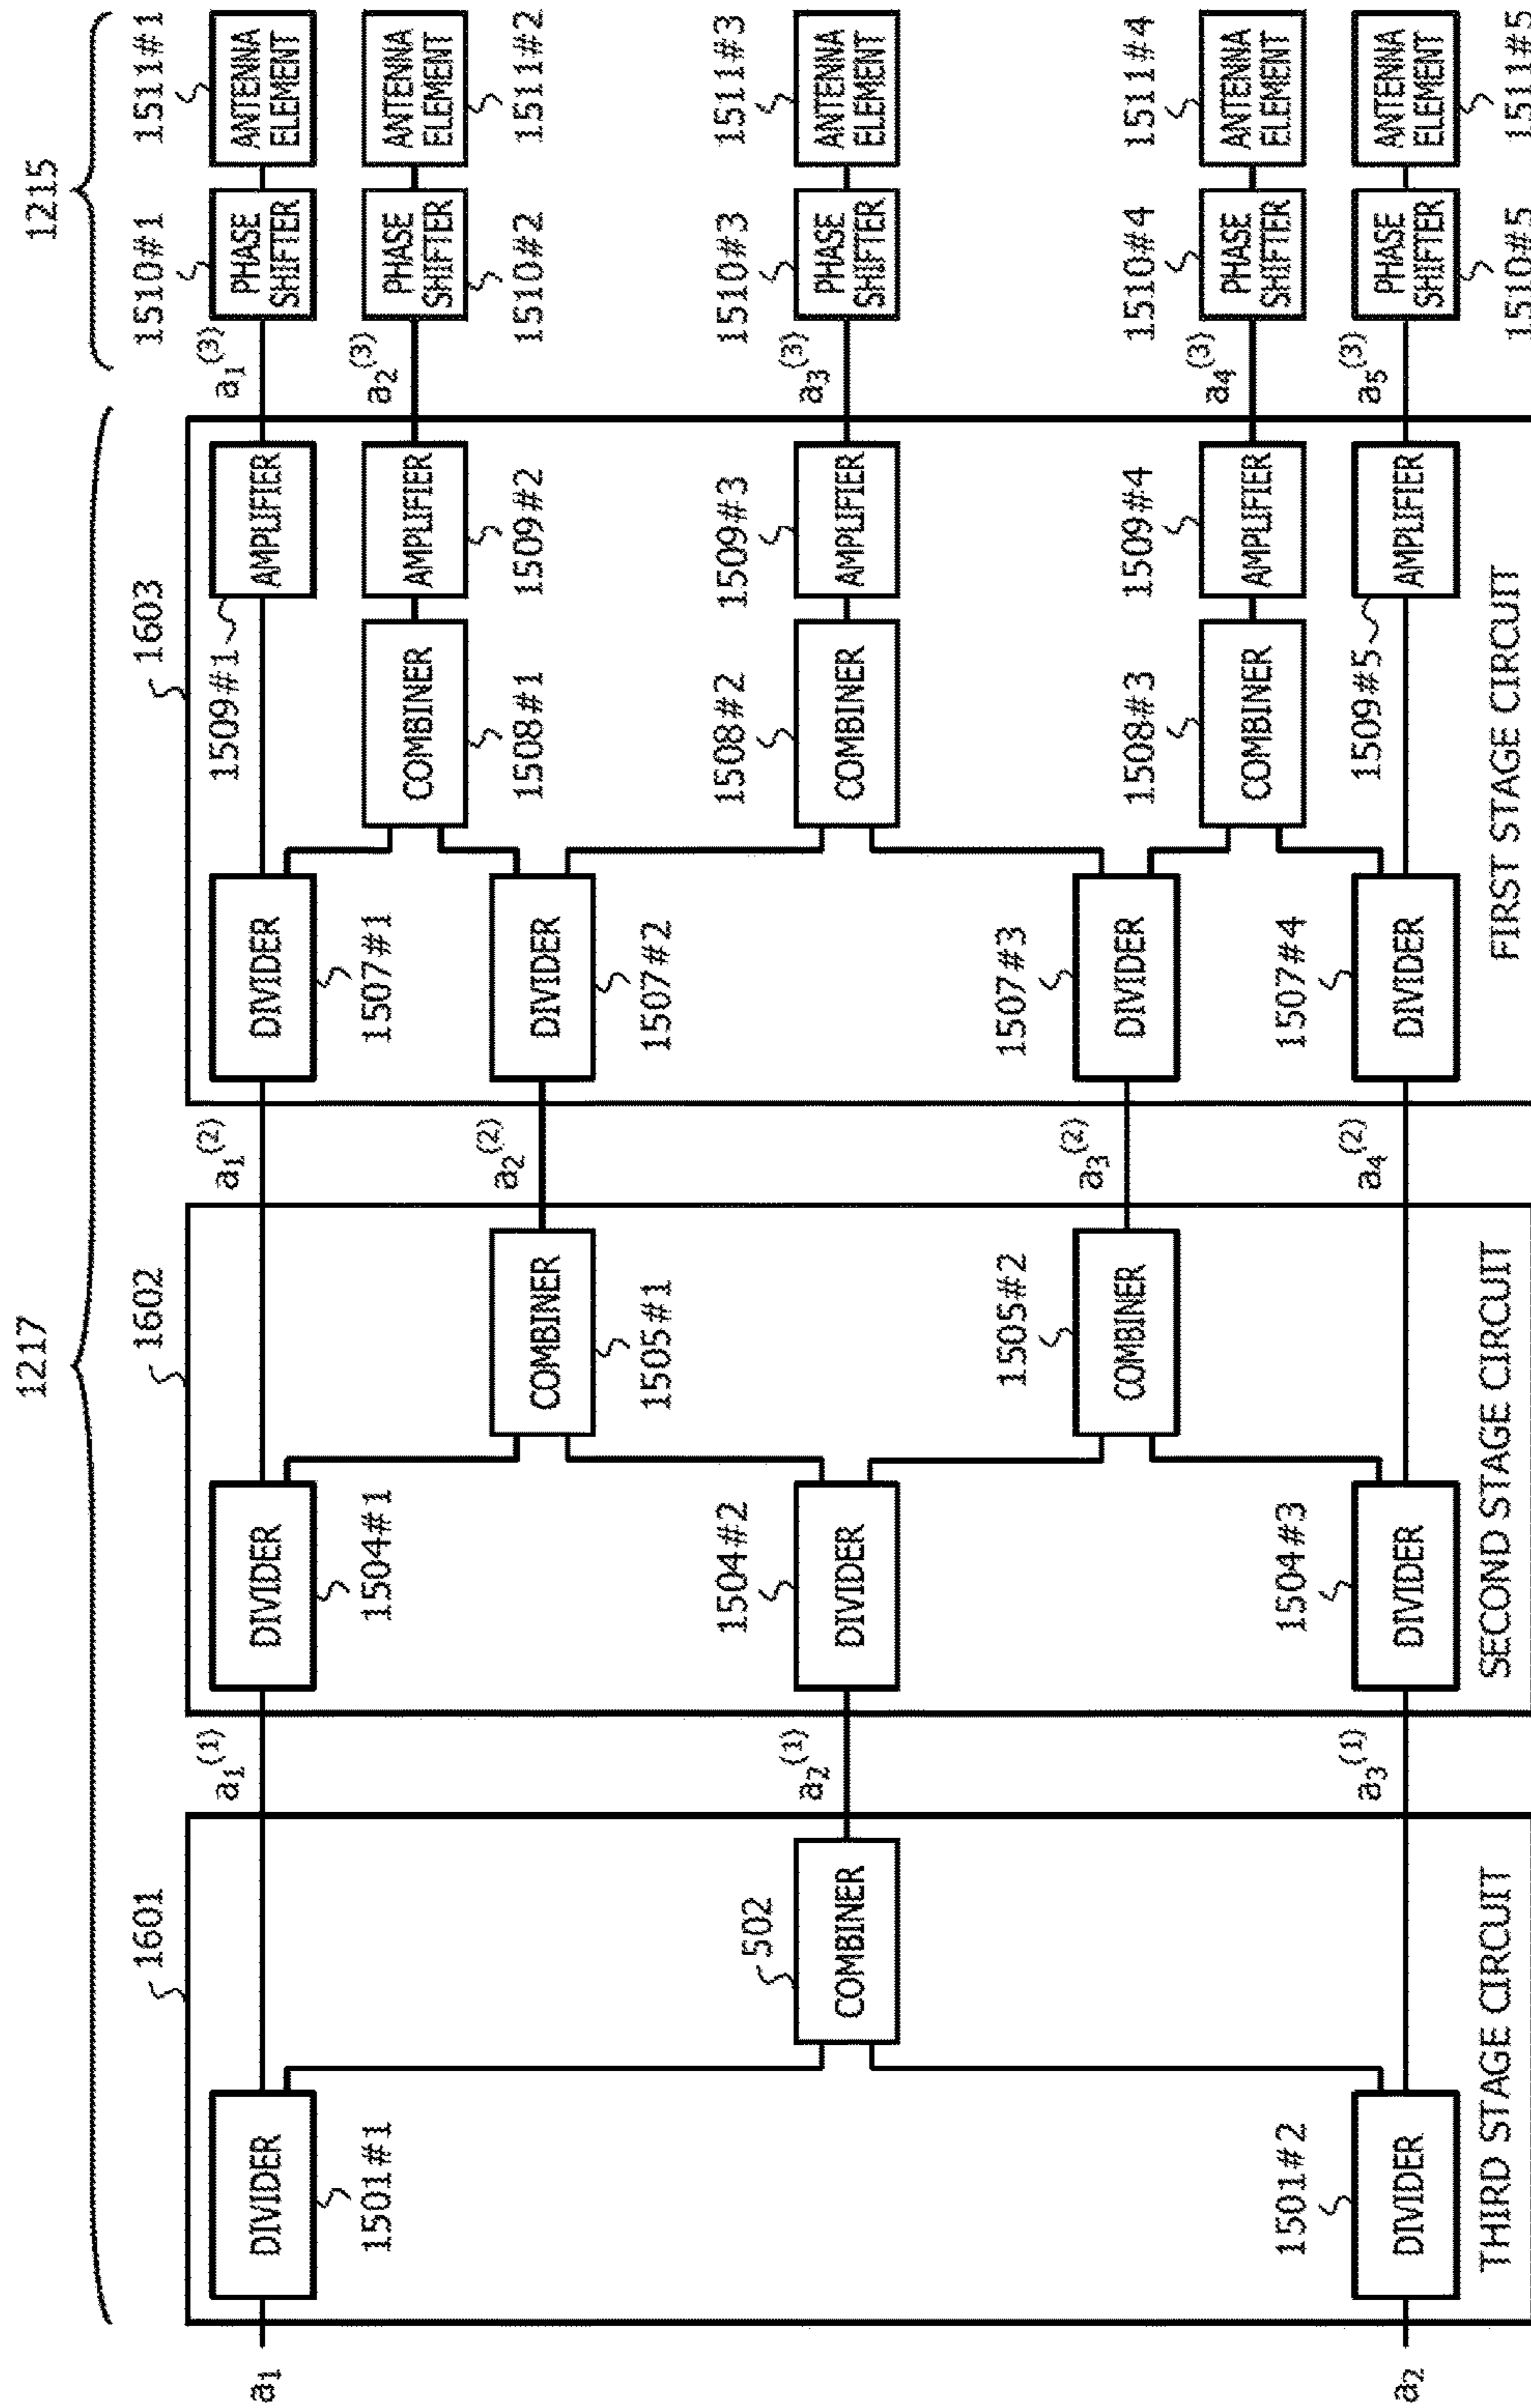 1217
1215
1601
1602
1603
a₁
DIVIDER
1501#1
502
COMBINER
1501#2
DIVIDER
a₂
THIRD STAGE CIRCUIT
a₁⁽¹⁾
a₂⁽¹⁾
a₃⁽¹⁾
DIVIDER
1504#1
COMBINER
1505#1
1504#2
DIVIDER
1505#2
COMBINER
1504#3
DIVIDER
SECOND STAGE CIRCUIT
a₁⁽²⁾
a₂⁽²⁾
a₃⁽²⁾
a₄⁽²⁾
DIVIDER
1507#1
DIVIDER
1507#2
1507#3
DIVIDER
1507#4
DIVIDER
COMBINER
1508#1
1508#2
COMBINER
1508#3
COMBINER
1509#1
AMPLIFIER
AMPLIFIER
1509#2
1509#3
AMPLIFIER
1509#4
AMPLIFIER
1509#5
AMPLIFIER
FIRST STAGE CIRCUIT
a₁⁽³⁾
a₂⁽³⁾
a₃⁽³⁾
a₄⁽³⁾
a₅⁽³⁾
1510#1
PHASE
SHIFTER
PHASE
SHIFTER
1510#2
1510#3
PHASE
SHIFTER
1510#4
PHASE
SHIFTER
PHASE
SHIFTER
1510#5
1511#1
ANTENNA
ELEMENT
ANTENNA
ELEMENT
1511#2
1511#3
ANTENNA
ELEMENT
1511#4
ANTENNA
ELEMENT
ANTENNA
ELEMENT
1511#5